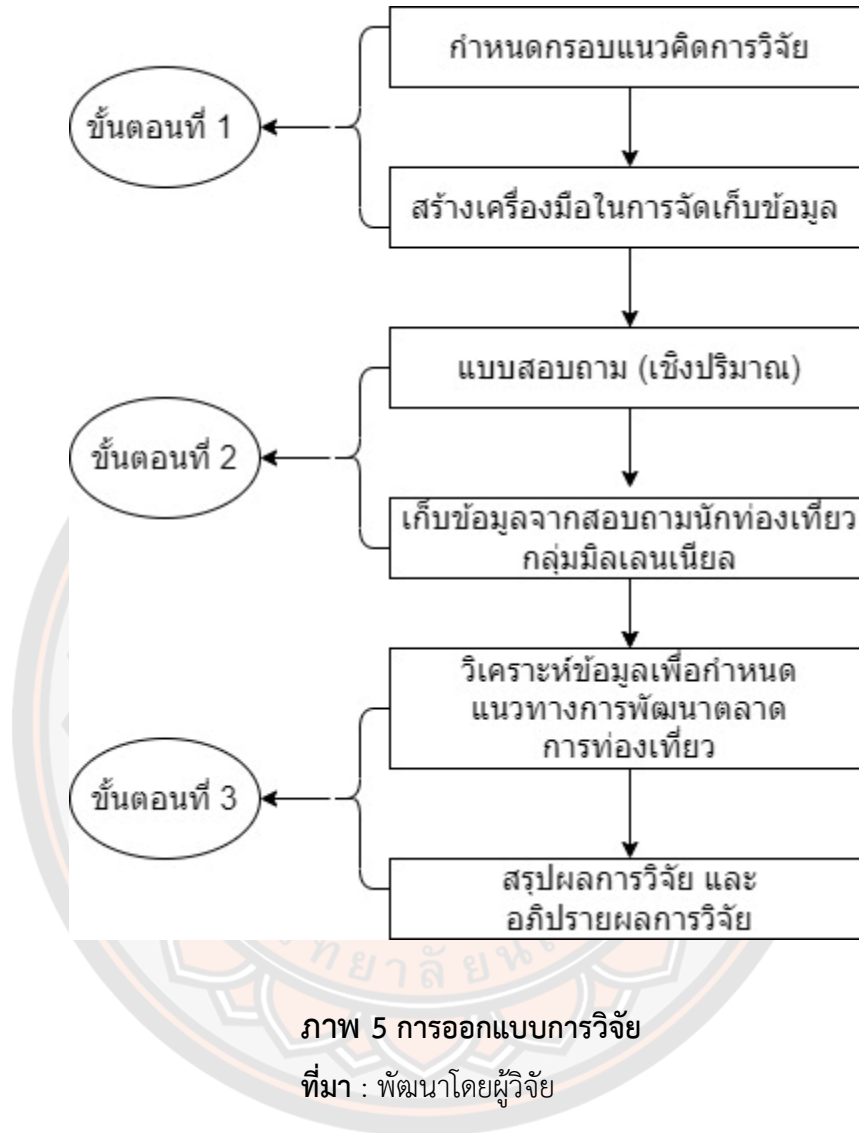 กำหนดกรอบแนวคิดการวิจัย
ขั้นตอนที่ 1
สร้างเครื่องมือในการจัดเก็บข้อมูล
แบบสอบถาม (เชิงปริมาณ)
ขั้นตอนที่ 2
เก็บข้อมูลจากสอบถามนักท่องเที่ยว
กลุ่มมิลเลนเนียล
วิเคราะห์ข้อมูลเพื่อกำหนด
แนวทางการพัฒนาตลาด
การท่องเที่ยว
ขั้นตอนที่ 3
สรุปผลการวิจัย และ
อภิปรายผลการวิจัย
ภาพ 5 การออกแบบการวิจัย
ที่มา : พัฒนาโดยผู้วิจัย